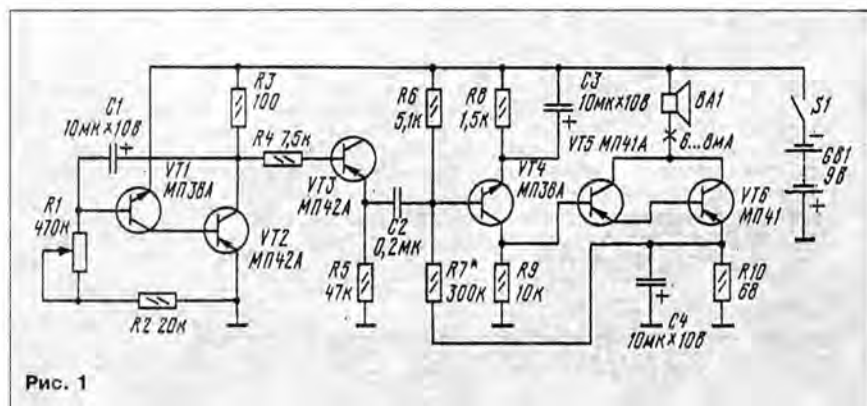 C1
10мк×10В
R1
470к
VT1
МП38А
VT2
МП42А
R2 20к
R3
100
R4 7,5к
VT3
МП42А
R5
47к
C2
0,2мк
R6
5,1к
R7*
300к
R8
1,5к
C3
10мк×10В
VT4
МП38А
R9
10к
VT5 МП41А
BA1
6...8мА
VT6
МП41
C4
10мк×10В
R10
68
S1
GB1
9В
Рис. 1